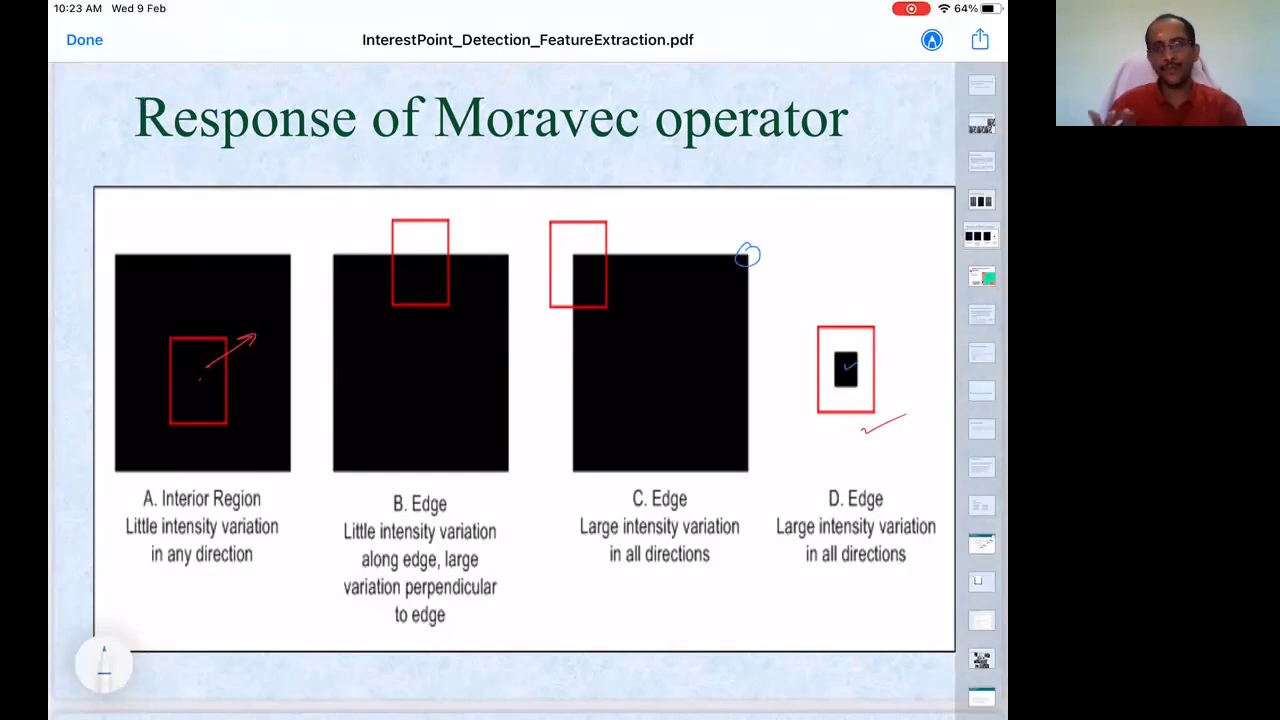 10:23 AM Wed 9 Feb
64%
Done
InterestPoint_Detection_FeatureExtraction.pdf
Response of Moravec operator
A. Interior Region
Little intensity variation
in any direction
B. Edge
Little intensity variation
along edge, large
variation perpendicular
to edge
C. Edge
Large intensity variation
in all directions
D. Edge
Large intensity variation
in all directions